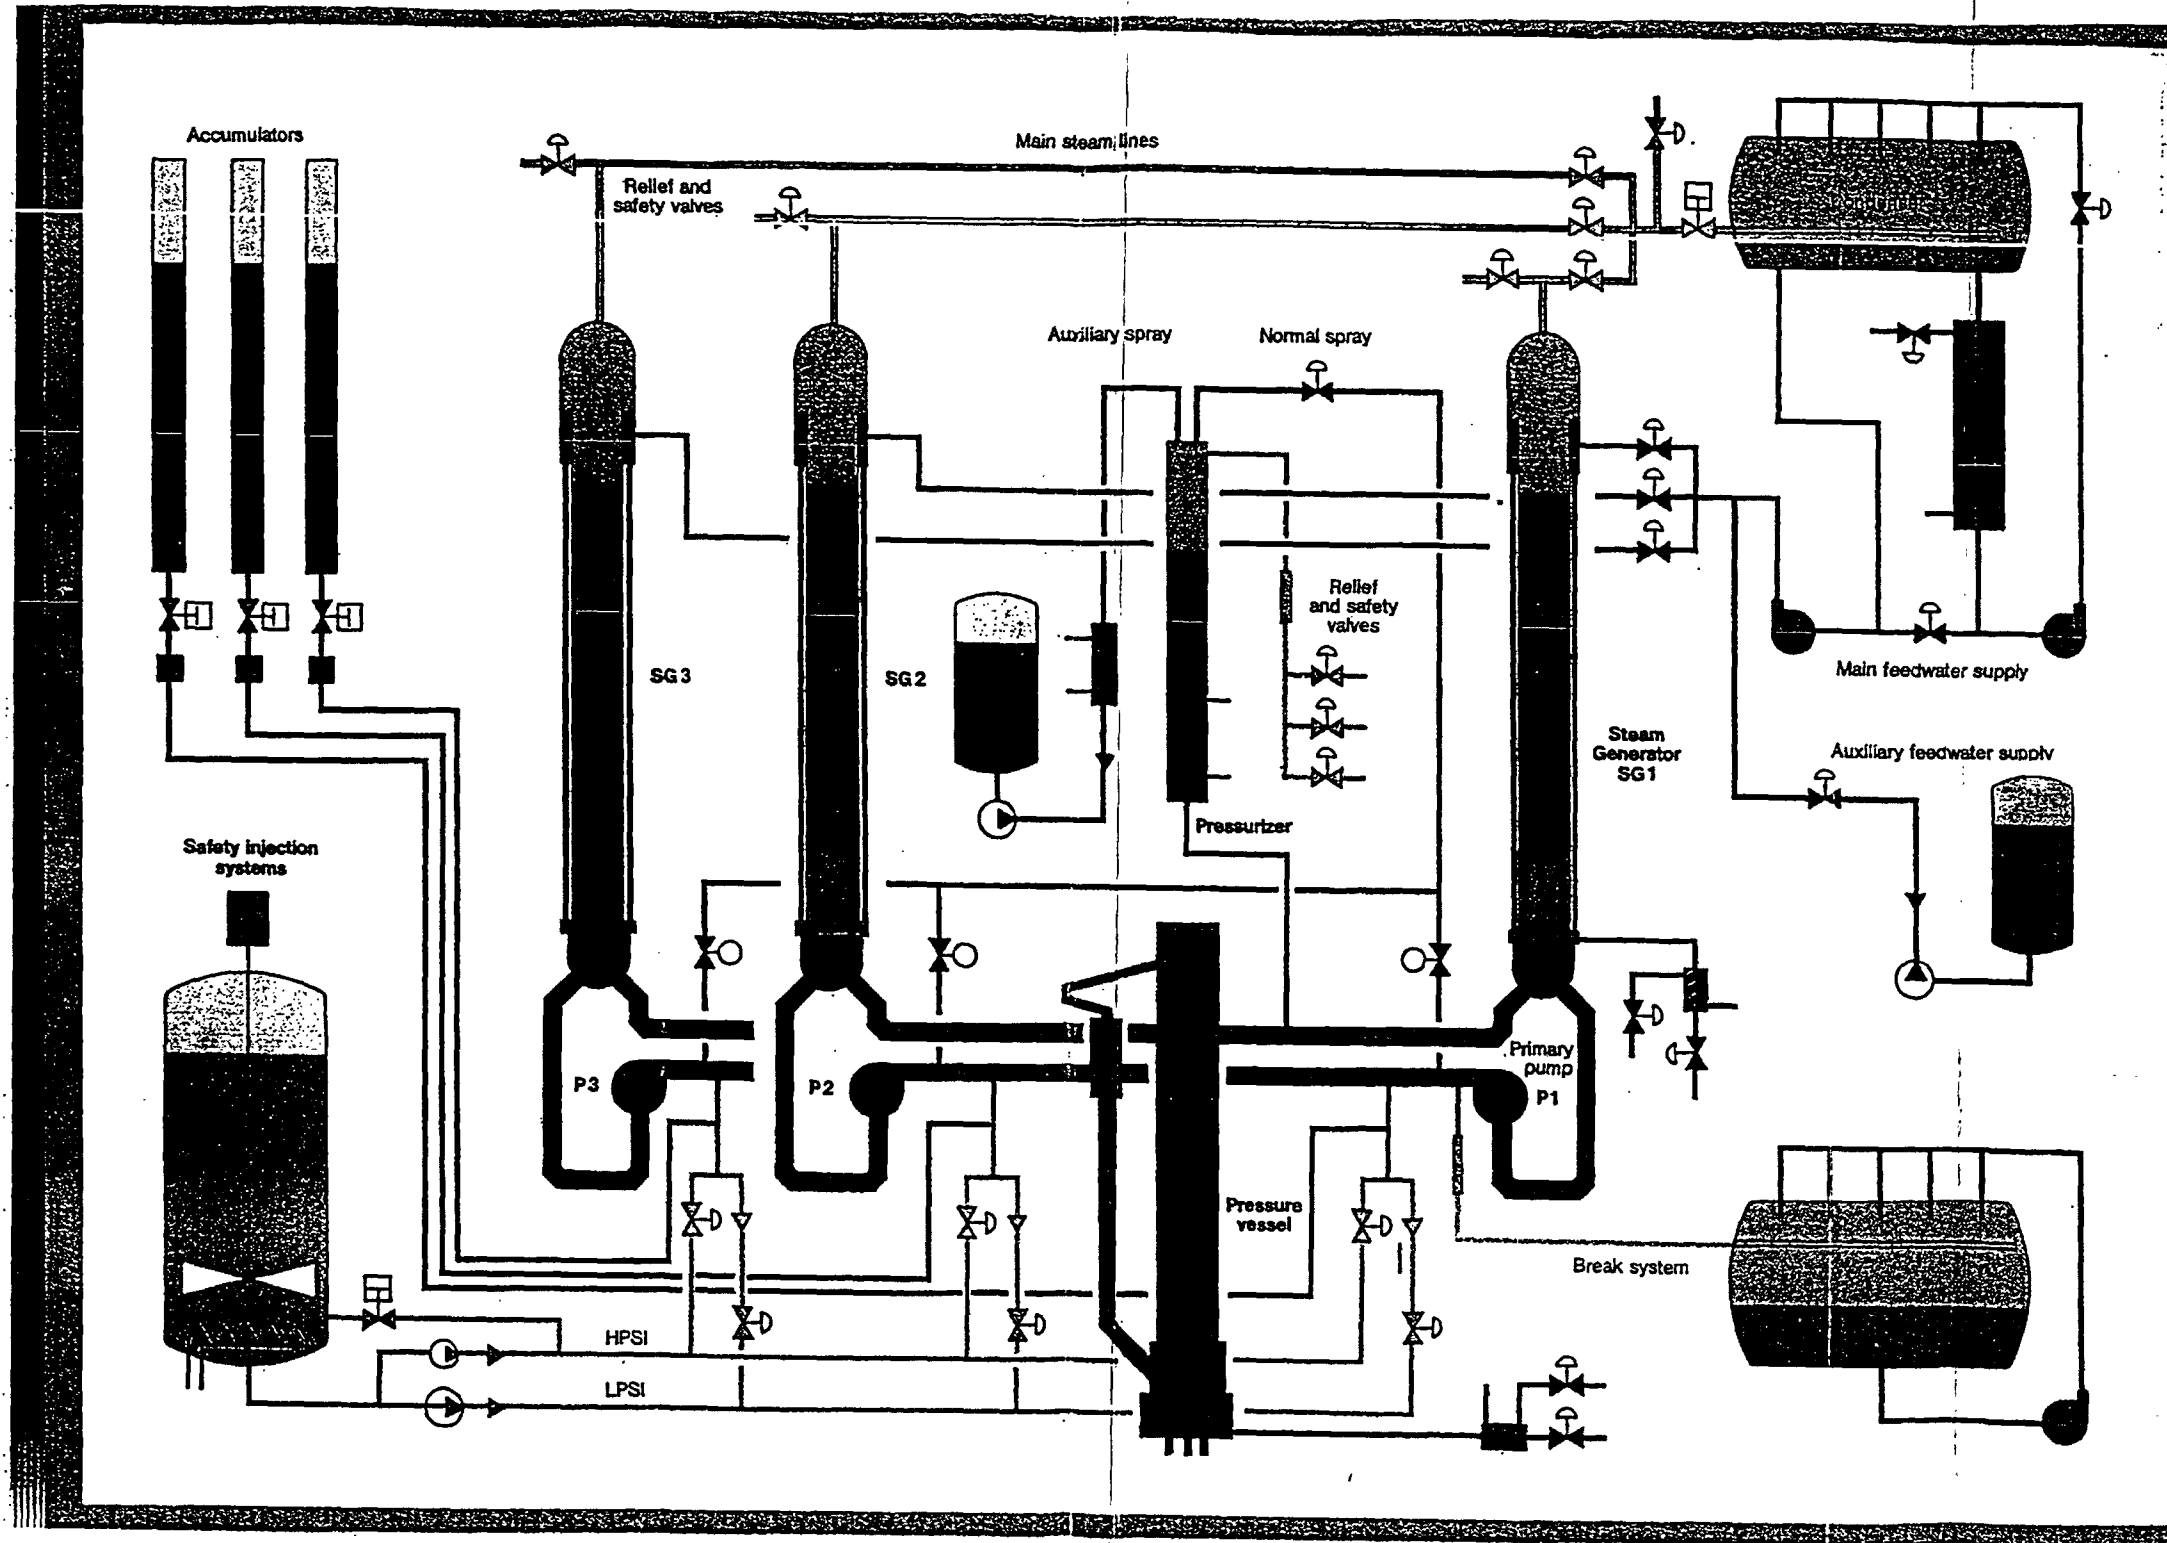 Accumulators
Main steam lines
Relief and
safety valves
Auxiliary spray
Normal spray
Relief
and safety
valves
SG3
SG2
Main feedwater supply
Steam
Generator
SG1
Auxiliary feedwater supply
Pressurizer
Safety injection
systems
Primary
pump
P1
P3
P2
Pressure
vessel
Break system
HPSI
LPSI